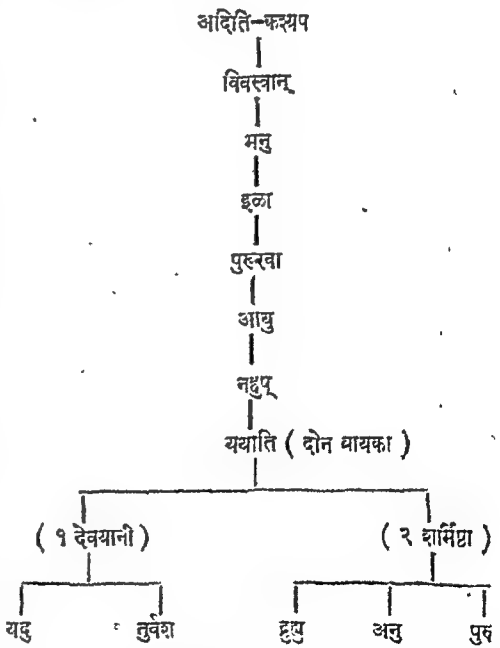 अदिति-कश्यप
विवस्वान्
मनु
इळा
पुरूरवा
आयु
नहुष्
ययाति ( दोन बायका )
( १ देवयानी ) ( २ शर्मिष्ठा )
यदु तुर्वश द्रुह्यु अनु पुरु